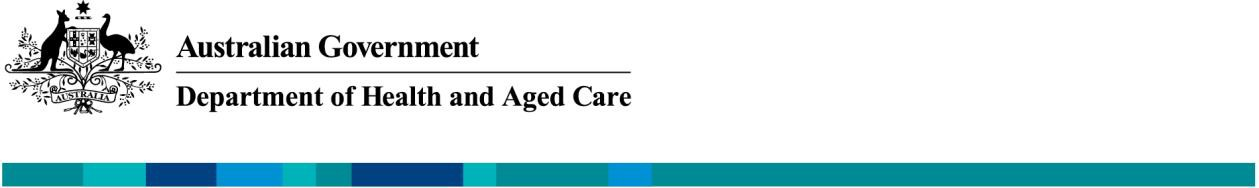 Australian Government
Department of Health and Aged Care
AUSTRALIA